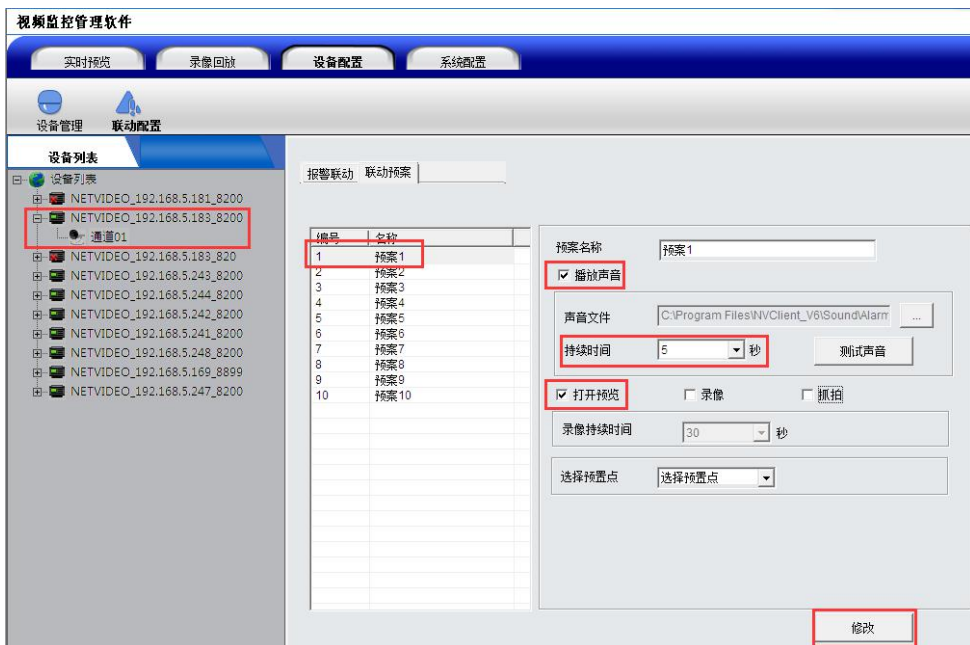 视频监控管理软件
实时预览 录像回放 设备配置 系统配置
设备管理 联动配置
设备列表
设备列表
NETVIDEO_192.168.5.181_8200
NETVIDEO_192.168.5.183_8200
通道01
NETVIDEO_192.168.5.183_820
NETVIDEO_192.168.5.243_8200
NETVIDEO_192.168.5.244_8200
NETVIDEO_192.168.5.242_8200
NETVIDEO_192.168.5.241_8200
NETVIDEO_192.168.5.248_8200
NETVIDEO_192.168.5.169_8899
NETVIDEO_192.168.5.247_8200
报警联动 联动预案
编号 名称
1 预案1
2 预案2
3 预案3
4 预案4
5 预案5
6 预案6
7 预案7
8 预案8
9 预案9
10 预案10
预案名称 预案1
播放声音
声音文件 C:\Program Files\NVClient_V6\Sound\Alarm ...
持续时间 5 秒 测试声音
打开预览 录像 抓拍
录像持续时间 30 秒
选择预置点 选择预置点
修改